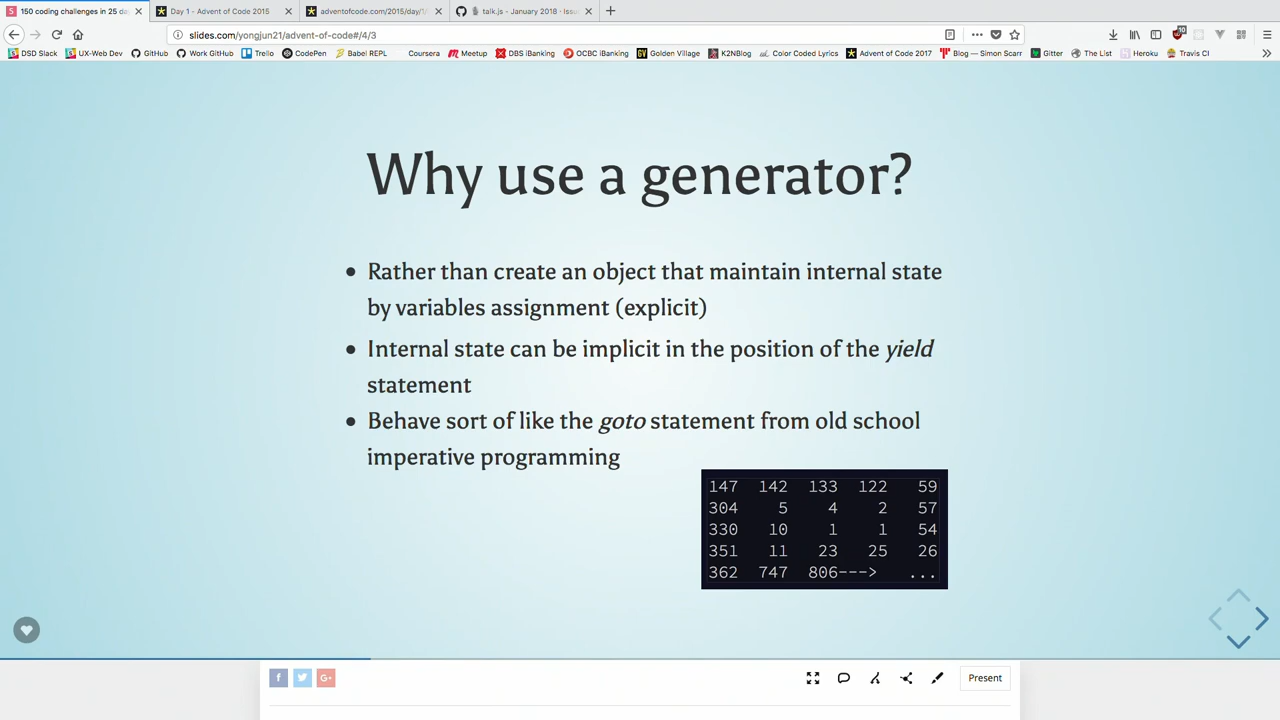 150 coding challenges in 25 da
Day 1 - Advent of Code 2015
adventofcode.com/2015/day/1/
talk.js - January 2018 · Issu
slides.com/yongjun21/advent-of-code#/4/3
10
DSD Slack
UX-Web Dev
GitHub
Work GitHub
Trello
CodePen
Babel REPL
Coursera
Meetup
DBS iBanking
OCBC iBanking
Golden Village
K2NBlog
Color Coded Lyrics
Advent of Code 2017
Blog — Simon Scarr
Gitter
The List
Heroku
Travis CI
Why use a generator?
Rather than create an object that maintain internal state
by variables assignment (explicit)
Internal state can be implicit in the position of the yield
statement
Behave sort of like the goto statement from old school
imperative programming
147 142 133 122 59
304 5 4 2 57
330 10 1 1 54
351 11 23 25 26
362 747 806---> ...
Present